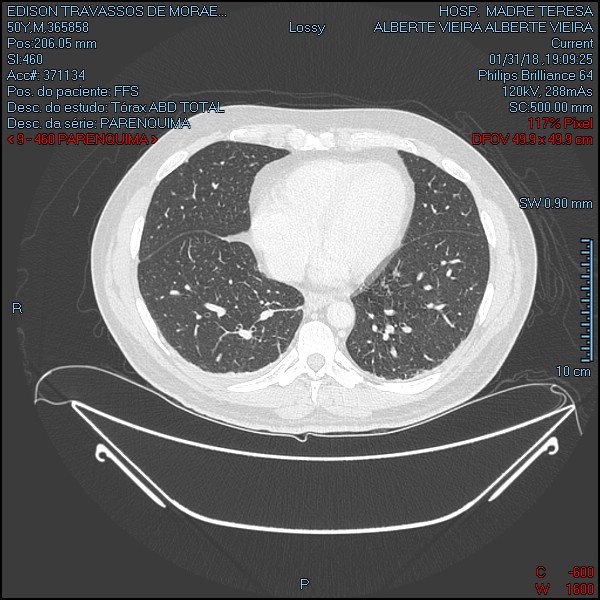 EDISON TRAVASSOS DE MORAE...
50Y,M,365858
Pos:206.05 mm
SI:460
Acc#: 371134
Pos. do paciente: FFS
Desc. do estudo: Tórax ABD TOTAL
Desc. da série: PARENQUIMA
< 9 - 460 PARENQUIMA >
Lossy
HOSP. MADRE TERESA
ALBERTE VIEIRA ALBERTE VIEIRA
Current
01/31/18 ,19:09:25
Philips Brilliance 64
120kV, 288mAs
SC:500.00 mm
117% Pixel
DFOV 49.9 x 49.9 cm
SW 0.90 mm
R
10 cm
P
C -600
W 1600